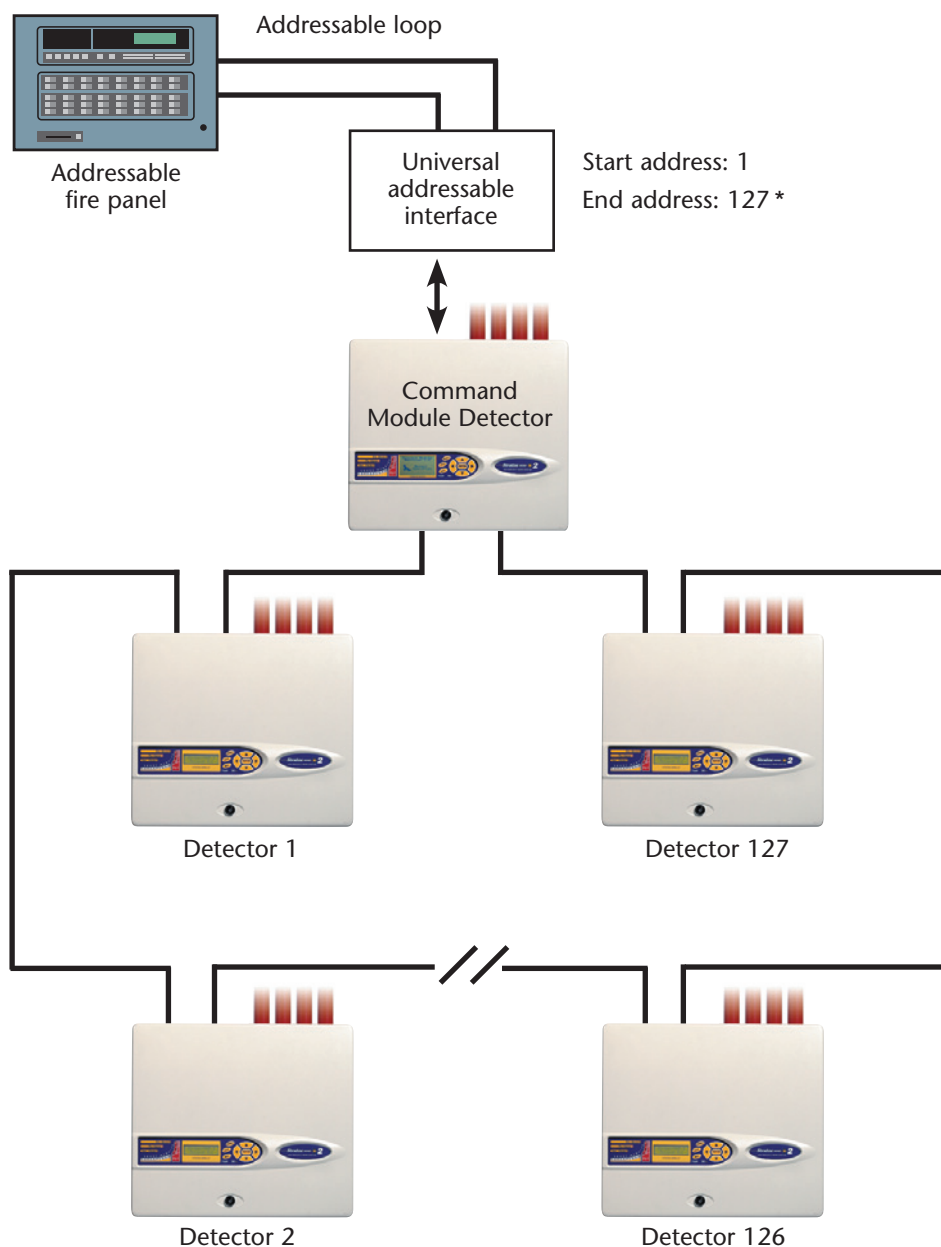 Addressable loop
Addressable
fire panel
Universal
addressable
interface
Start address: 1
End address: 127 *
Command
Module Detector
Detector 1
Detector 127
Detector 2
Detector 126